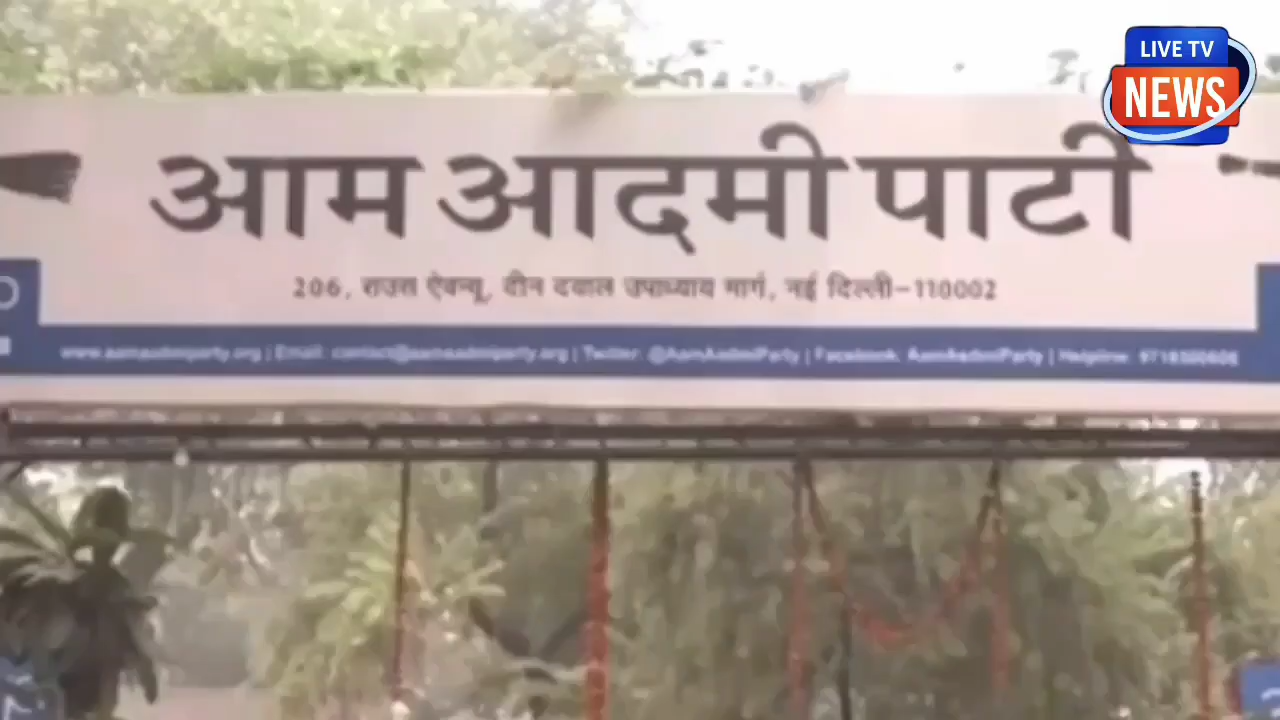 LIVE TV
NEWS
आम आदमी पार्टी
206, राउस ऐवन्यू, दीन दयाल उपाध्याय मार्ग, नई दिल्ली-110002
www.aamaadmiparty.org | Email: contact@aamaadmiparty.org | Twitter: @AamAadmiParty | Facebook: AamAadmiParty | Helpline: